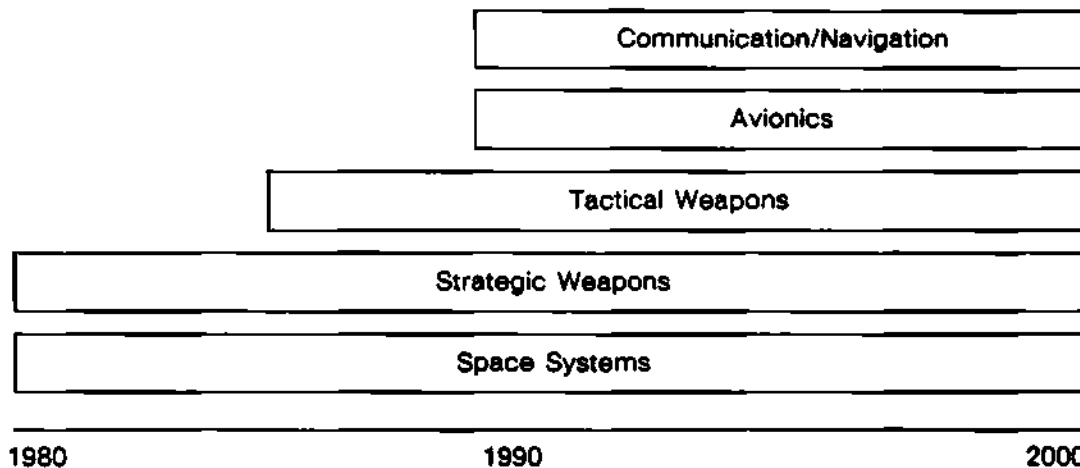 Communication/Navigation
Avionics
Tactical Weapons
Strategic Weapons
Space Systems
1980 1990 2000